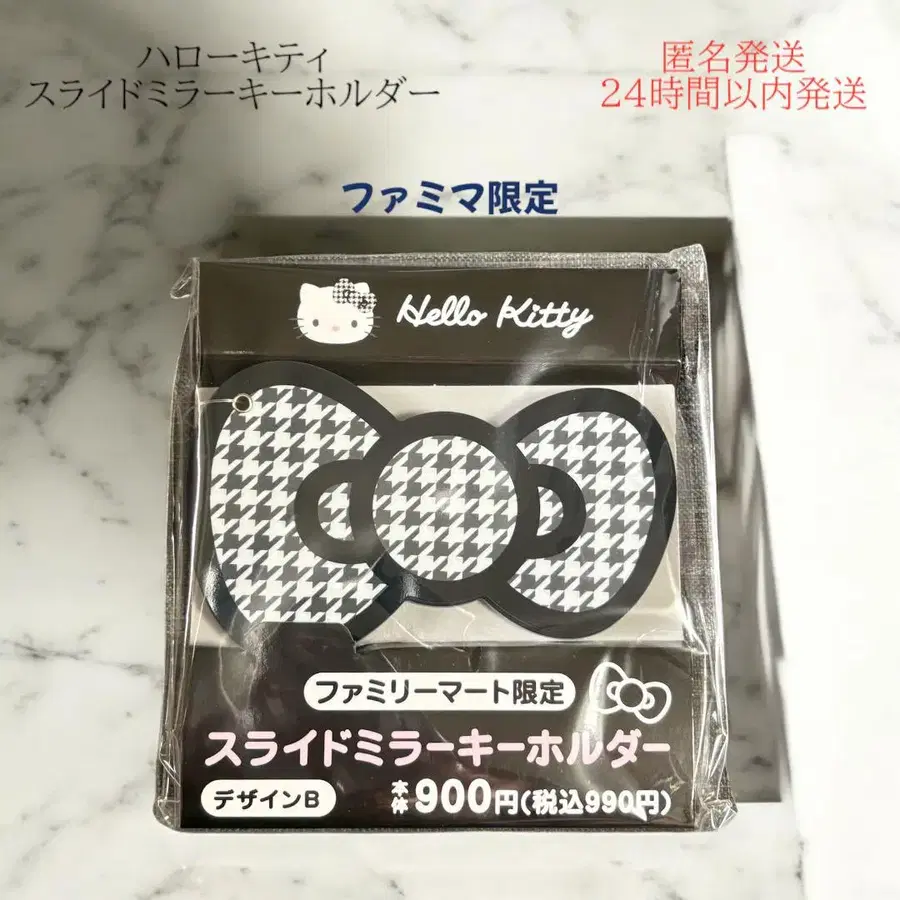 ハローキティ
スライドミラーキーホルダー
匿名発送
24時間以内発送
ファミマ限定
Hello Kitty
ファミリーマート限定
スライドミラーキーホルダー
デザインB
本体900円(税込990円)